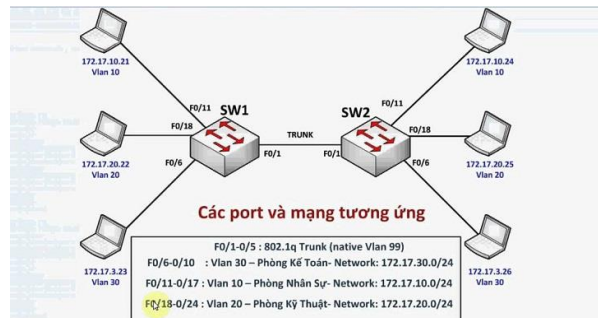 172.17.10.21
Vlan 10
172.17.10.24
Vlan 10
F0/11
SW1
F0/18
F0/11
SW2
F0/18
TRUNK
172.17.20.22
Vlan 20
F0/6
F0/1
F0/1
F0/6
172.17.20.25
Vlan 20
Các port và mạng tương ứng
172.17.3.23
Vlan 30
172.17.3.26
Vlan 30
F0/1-0/5 : 802.1q Trunk (native Vlan 99)
F0/6-0/10 : Vlan 30 – Phòng Kế Toán- Network: 172.17.30.0/24
F0/11-0/17 : Vlan 10 – Phòng Nhân Sự- Network: 172.17.10.0/24
F0/18-0/24 : Vlan 20 – Phòng Kỹ Thuật- Network: 172.17.20.0/24